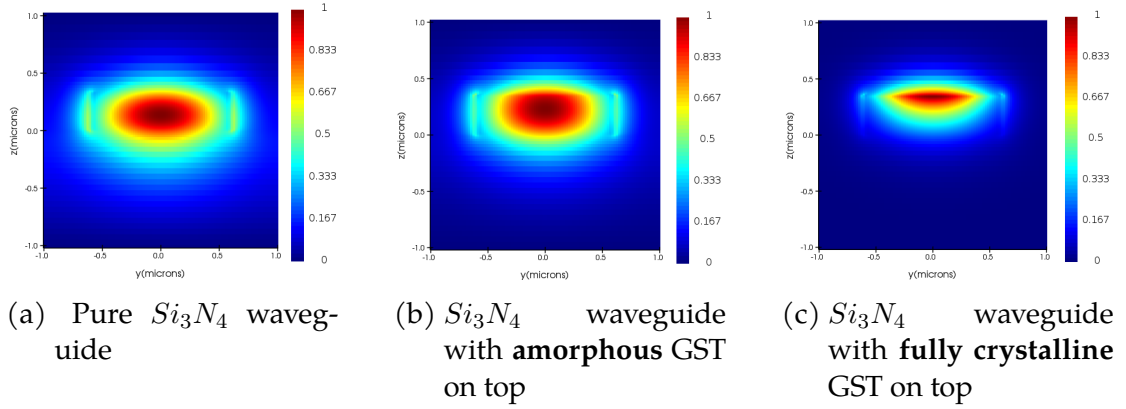 1.0
0.5
0.0
-0.5
-1.0
z(microns)
-1.0 -0.5 0.0 0.5 1.0
y(microns)
1
0.833
0.667
0.5
0.333
0.167
0
1.0
0.5
0.0
-0.5
-1.0
z(microns)
-1.0 -0.5 0.0 0.5 1.0
y(microns)
1
0.833
0.667
0.5
0.333
0.167
0
1.0
0.5
0.0
-0.5
-1.0
z(microns)
-1.0 -0.5 0.0 0.5 1.0
y(microns)
1
0.833
0.667
0.5
0.333
0.167
0
(a) Pure Si₃N₄ waveg-
uide
(b) Si₃N₄ waveguide
with amorphous GST
on top
(c) Si₃N₄ waveguide
with fully crystalline
GST on top